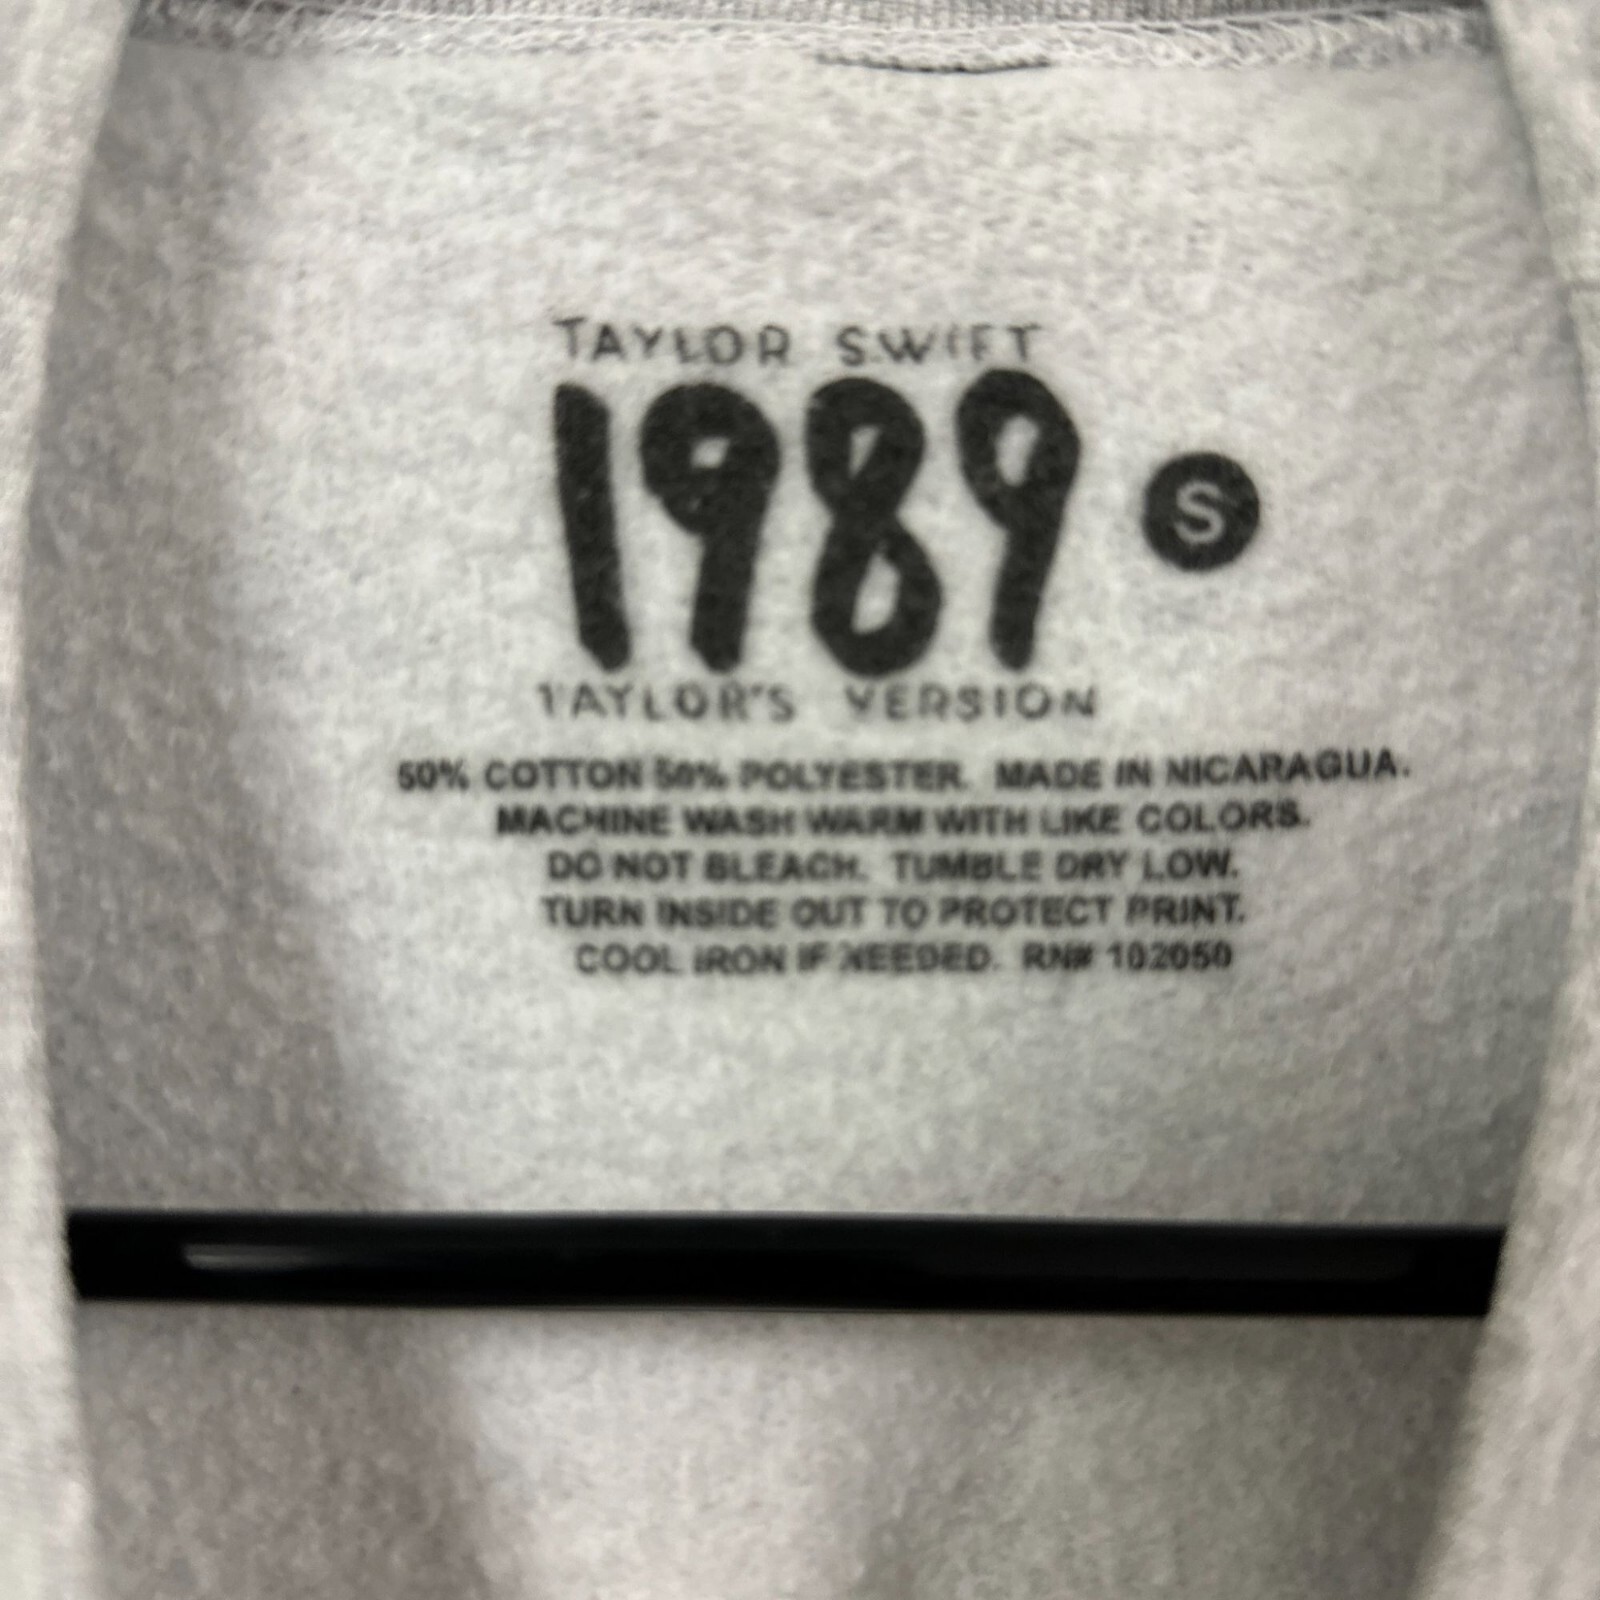 TAYLOR SWIFT
1989
S
TAYLOR'S VERSION
50% COTTON 50% POLYESTER. MADE IN NICARAGUA.
MACHINE WASH WARM WITH LIKE COLORS.
DO NOT BLEACH. TUMBLE DRY LOW.
TURN INSIDE OUT TO PROTECT PRINT.
COOL IRON IF NEEDED. RN# 102050